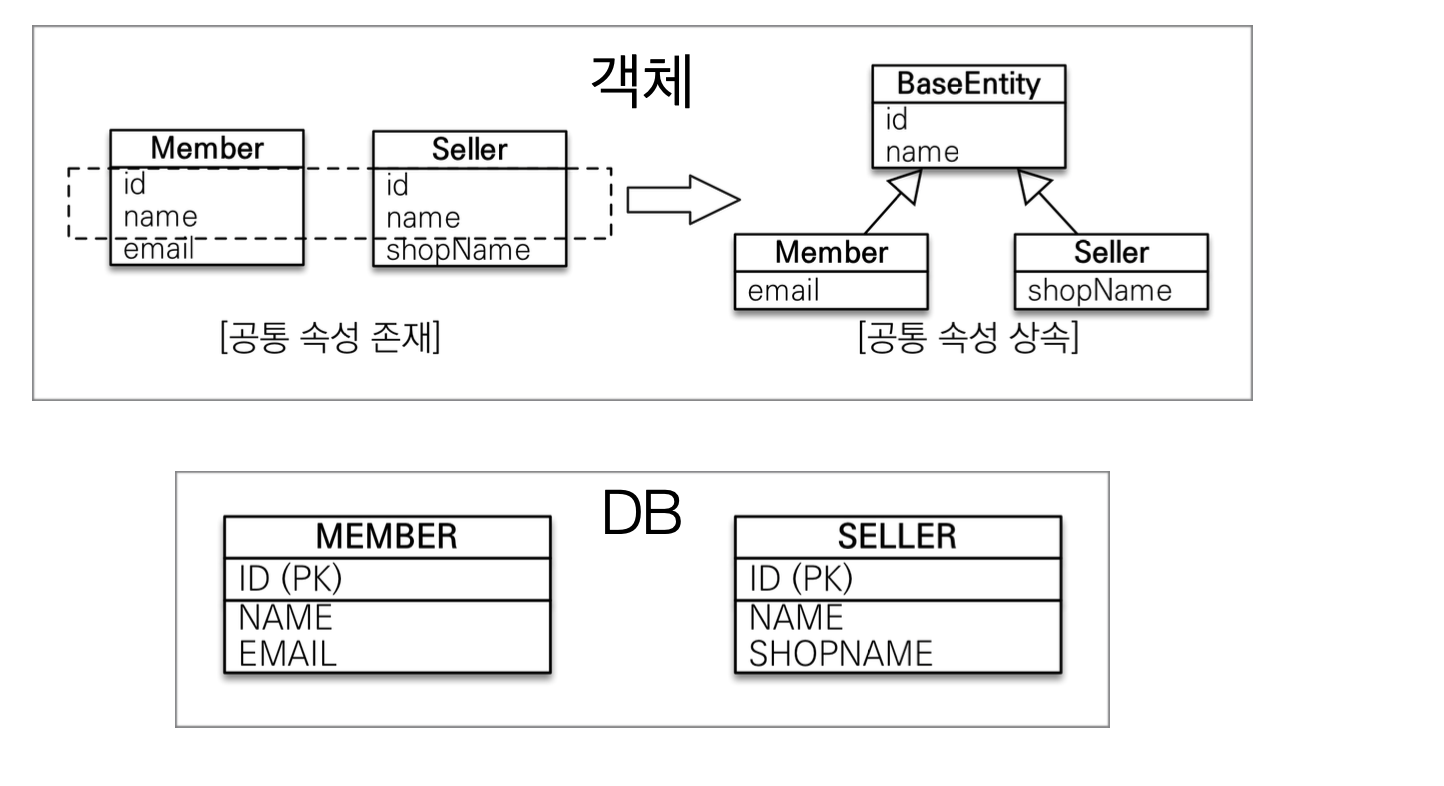 객체
Member
id
name
email
Seller
id
name
shopName
[공통 속성 존재]
BaseEntity
id
name
Member
email
Seller
shopName
[공통 속성 상속]
DB
MEMBER
ID (PK)
NAME
EMAIL
SELLER
ID (PK)
NAME
SHOPNAME